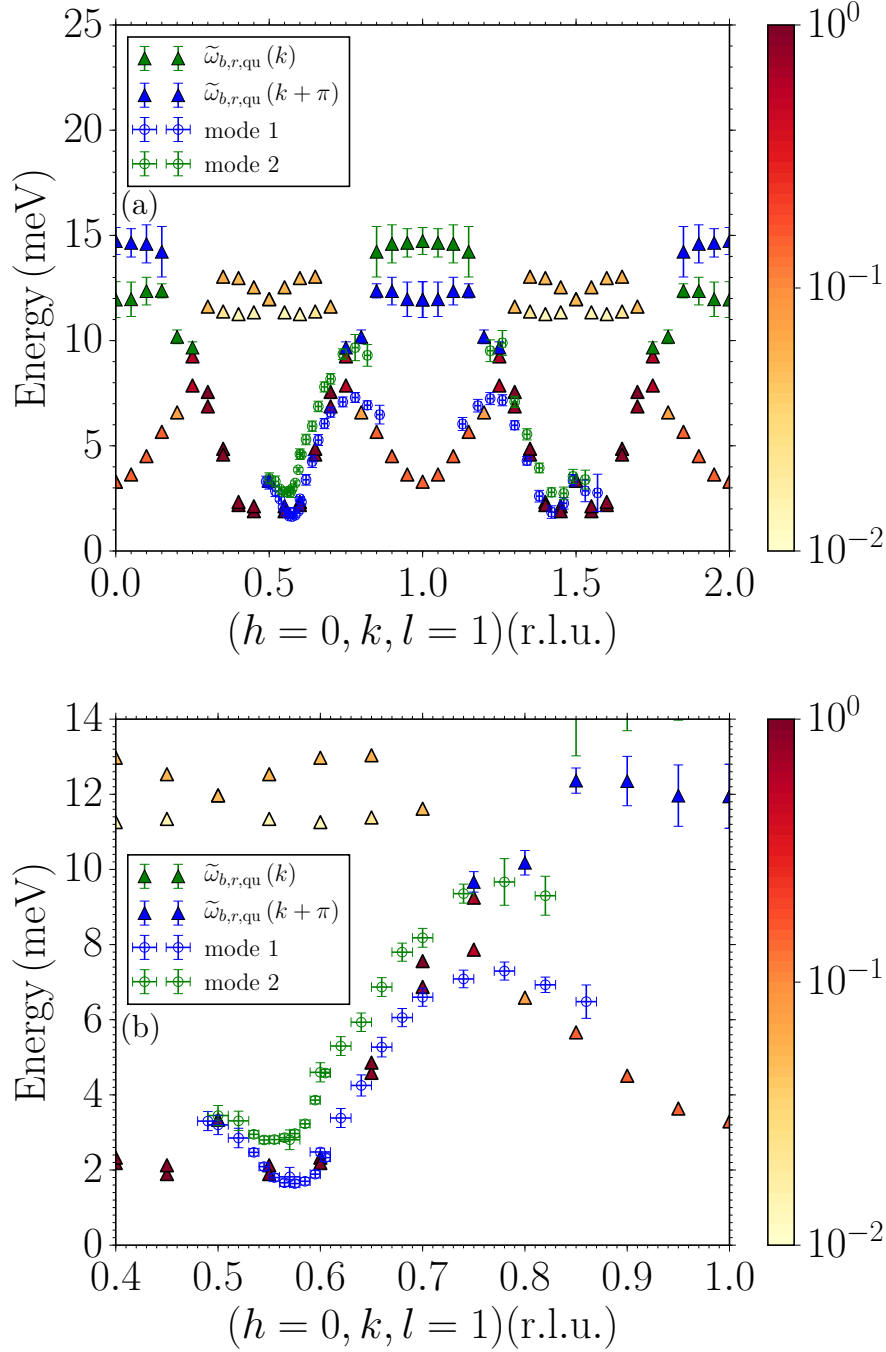 25
20
15
10
5
0
Energy (meV)
ω̃_{b,r,qu}(k)
ω̃_{b,r,qu}(k + π)
mode 1
mode 2
(a)
0.0 0.5 1.0 1.5 2.0
(h = 0, k, l = 1)(r.l.u.)
10^0
10^{-1}
10^{-2}
14
12
10
8
6
4
2
0
Energy (meV)
ω̃_{b,r,qu}(k)
ω̃_{b,r,qu}(k + π)
mode 1
mode 2
(b)
0.4 0.5 0.6 0.7 0.8 0.9 1.0
(h = 0, k, l = 1)(r.l.u.)
10^0
10^{-1}
10^{-2}